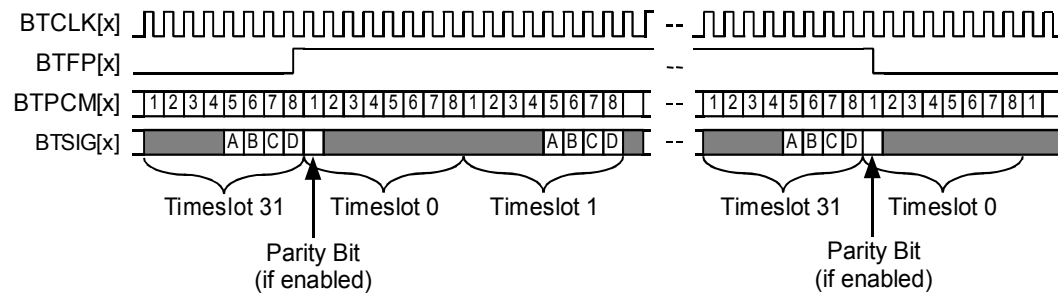 BTCLK[x] --
BTFP[x] --
BTPCM[x] 1 2 3 4 5 6 7 8 1 2 3 4 5 6 7 8 1 2 3 4 5 6 7 8 -- 1 2 3 4 5 6 7 8 1 2 3 4 5 6 7 8 1
BTSIG[x] A B C D A B C D -- A B C D
Timeslot 31 Timeslot 0 Timeslot 1 Timeslot 31 Timeslot 0
Parity Bit Parity Bit
(if enabled) (if enabled)